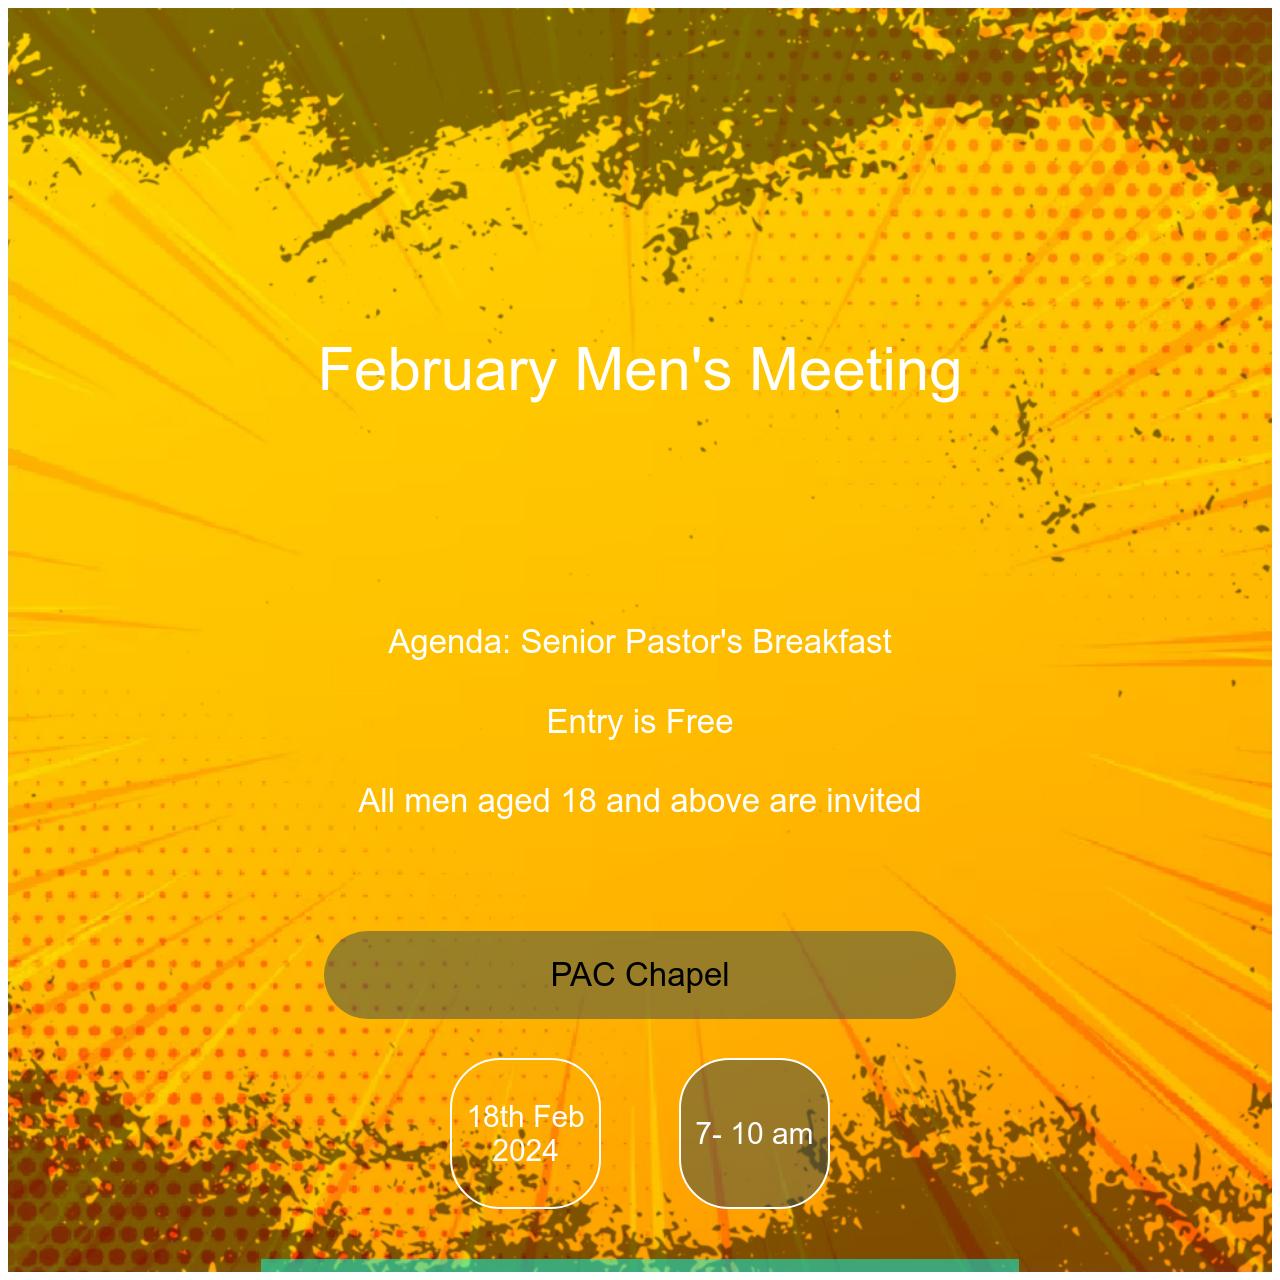 February Men's Meeting
Agenda: Senior Pastor's Breakfast
Entry is Free
All men aged 18 and above are invited
PAC Chapel
18th Feb
2024
7- 10 am